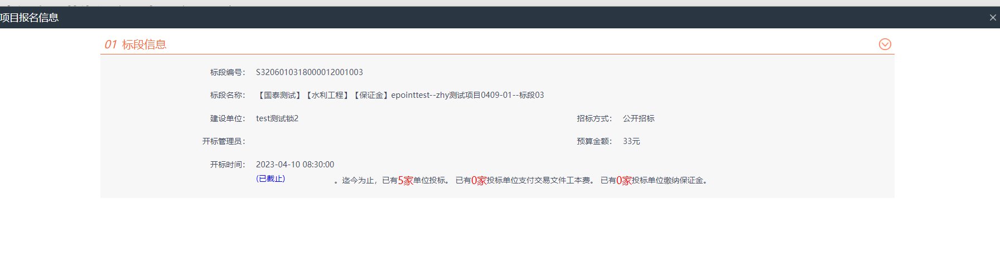 项目报名信息
01 标段信息
标段编号： S3206010318000012001003
标段名称： 【国泰测试】【水利工程】【保证金】epointtest--zhy测试项目0409-01--标段03
建设单位： test测试锁2 招标方式： 公开招标
开标管理员： 预算金额： 33元
开标时间： 2023-04-10 08:30:00
(已截止) 。迄今为止，已有5家单位投标。 已有0家投标单位支付交易文件工本费。 已有0家投标单位缴纳保证金。